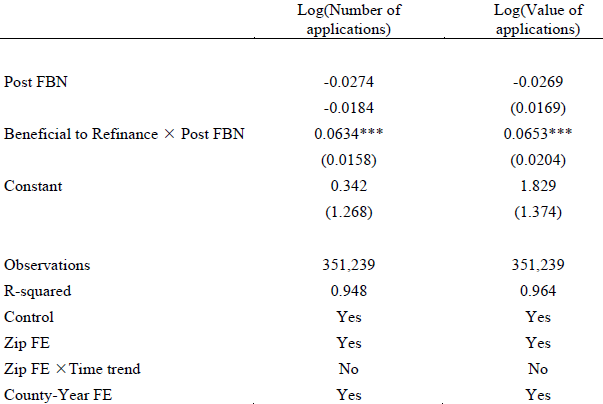 Log(Number of applications) Log(Value of applications)
Post FBN -0.0274 -0.0269
-0.0184 (0.0169)
Beneficial to Refinance × Post FBN 0.0634*** 0.0653***
(0.0158) (0.0204)
Constant 0.342 1.829
(1.268) (1.374)
Observations 351,239 351,239
R-squared 0.948 0.964
Control Yes Yes
Zip FE Yes Yes
Zip FE ×Time trend No No
County-Year FE Yes Yes